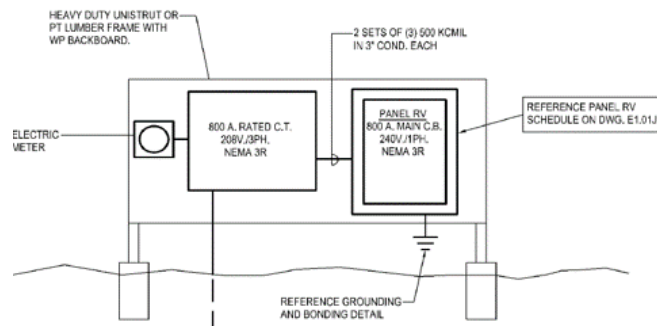 HEAVY DUTY UNISTRUT OR
PT LUMBER FRAME WITH
WP BACKBOARD.
2 SETS OF (3) 500 KCMIL
IN 3" COND. EACH
ELECTRIC
METER
800 A. RATED C.T.
208V./3PH.
NEMA 3R
PANEL RV
800 A. MAIN C.B.
240V./1PH.
NEMA 3R
REFERENCE PANEL RV
SCHEDULE ON DWG. E1.01J
REFERENCE GROUNDING
AND BONDING DETAIL